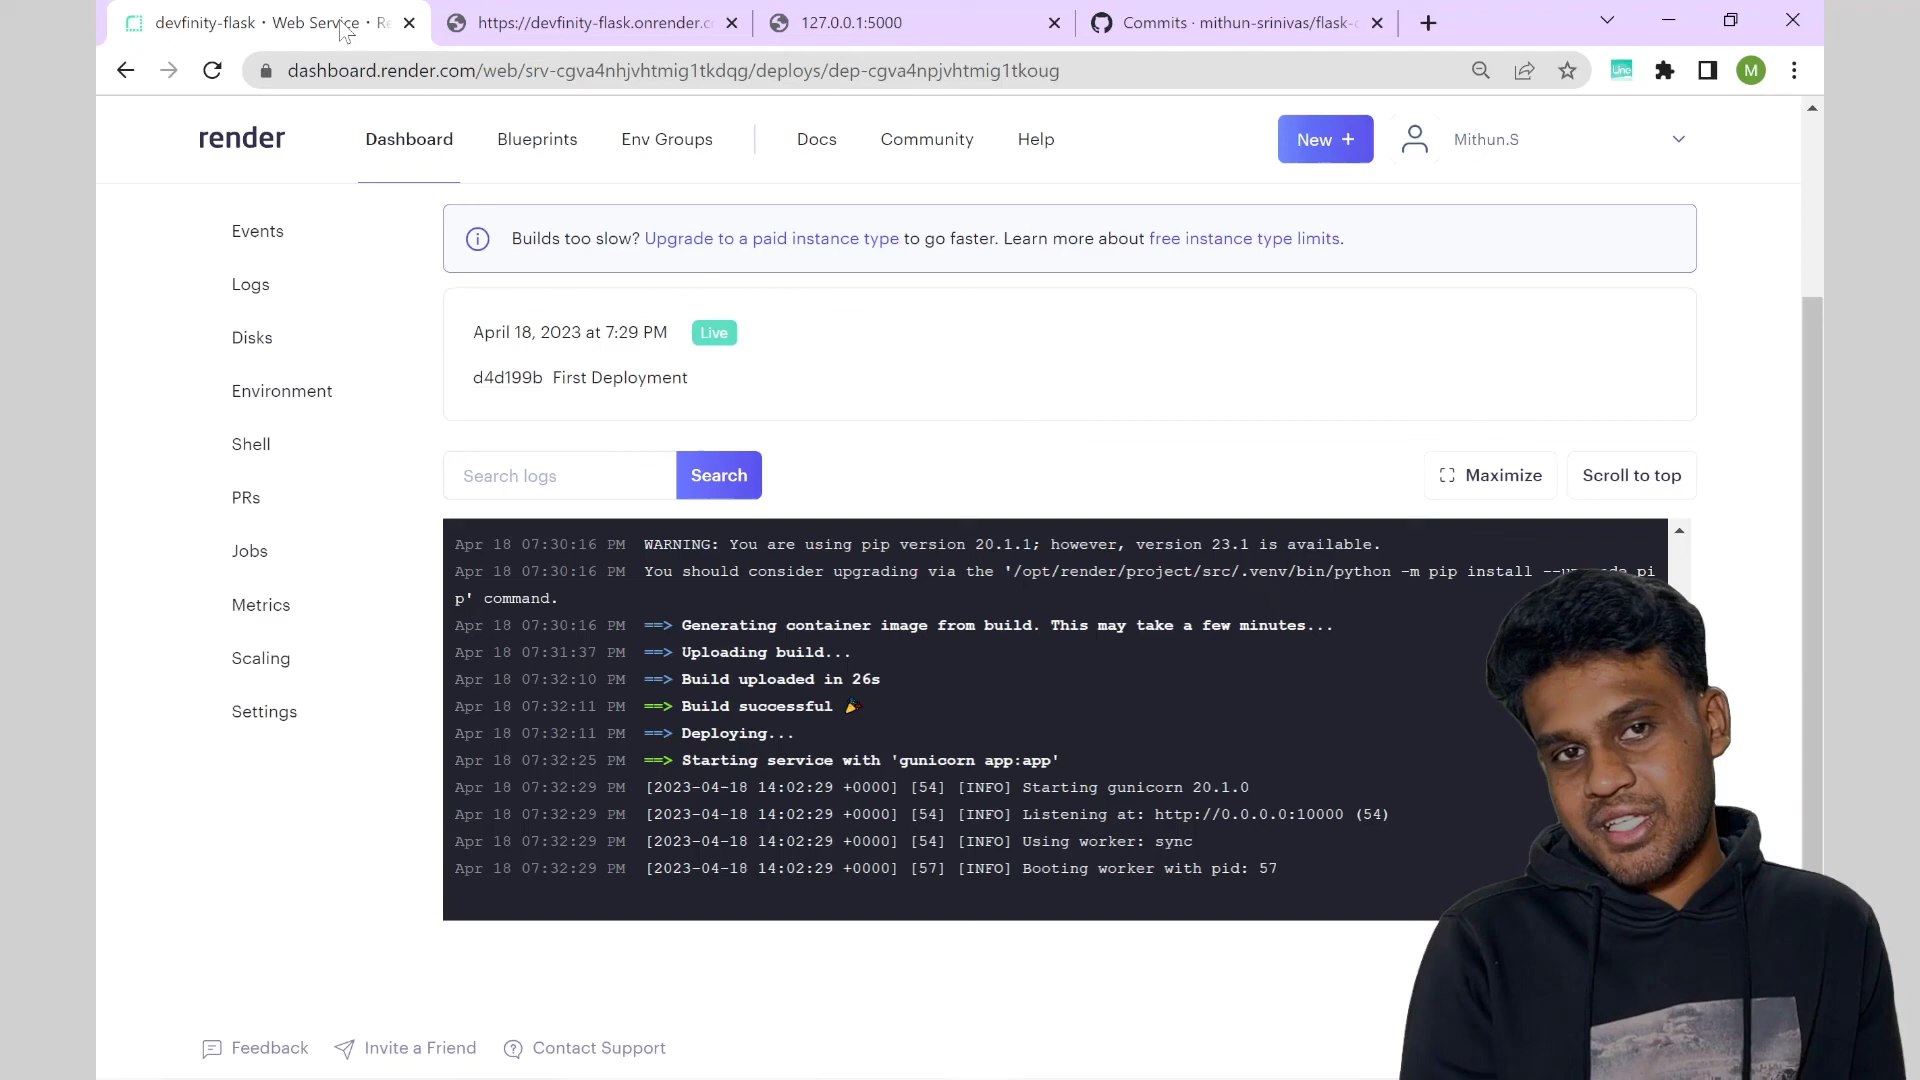 devfinity-flask · Web Service · Re
https://devfinity-flask.onrender.c
127.0.0.1:5000
Commits · mithun-srinivas/flask-
dashboard.render.com/web/srv-cgva4nhjvhtmig1tkdqg/deploys/dep-cgva4npjvhtmig1tkoug
Uno
M
render
Dashboard
Blueprints
Env Groups
Docs
Community
Help
New +
Mithun.S
Events
Logs
Disks
Environment
Shell
PRs
Jobs
Metrics
Scaling
Settings
Builds too slow? Upgrade to a paid instance type to go faster. Learn more about free instance type limits.
April 18, 2023 at 7:29 PM Live
d4d199b First Deployment
Search logs
Search
Maximize
Scroll to top
Apr 18 07:30:16 PM WARNING: You are using pip version 20.1.1; however, version 23.1 is available.
Apr 18 07:30:16 PM You should consider upgrading via the '/opt/render/project/src/.venv/bin/python -m pip install pi
p' command.
Apr 18 07:30:16 PM ==> Generating container image from build. This may take a few minutes...
Apr 18 07:31:37 PM ==> Uploading build...
Apr 18 07:32:10 PM ==> Build uploaded in 26s
Apr 18 07:32:11 PM ==> Build successful 🎉
Apr 18 07:32:11 PM ==> Deploying...
Apr 18 07:32:25 PM ==> Starting service with 'gunicorn app:app'
Apr 18 07:32:29 PM [2023-04-18 14:02:29 +0000] [54] [INFO] Starting gunicorn 20.1.0
Apr 18 07:32:29 PM [2023-04-18 14:02:29 +0000] [54] [INFO] Listening at: http://0.0.0.0:10000 (54)
Apr 18 07:32:29 PM [2023-04-18 14:02:29 +0000] [54] [INFO] Using worker: sync
Apr 18 07:32:29 PM [2023-04-18 14:02:29 +0000] [57] [INFO] Booting worker with pid: 57
Feedback
Invite a Friend
Contact Support